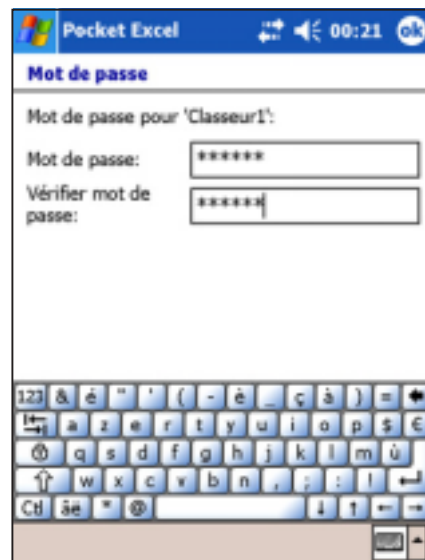 Pocket Excel 00:21 ok
Mot de passe
Mot de passe pour 'Classeur1':
Mot de passe: ******
Vérifier mot de
passe: ******
123 & é " ' ( - è _ ç à ) =
a z e r t y u i o p $ €
q s d f g h j k l m ù
w x c v b n , ; : !
Ctl áë * @